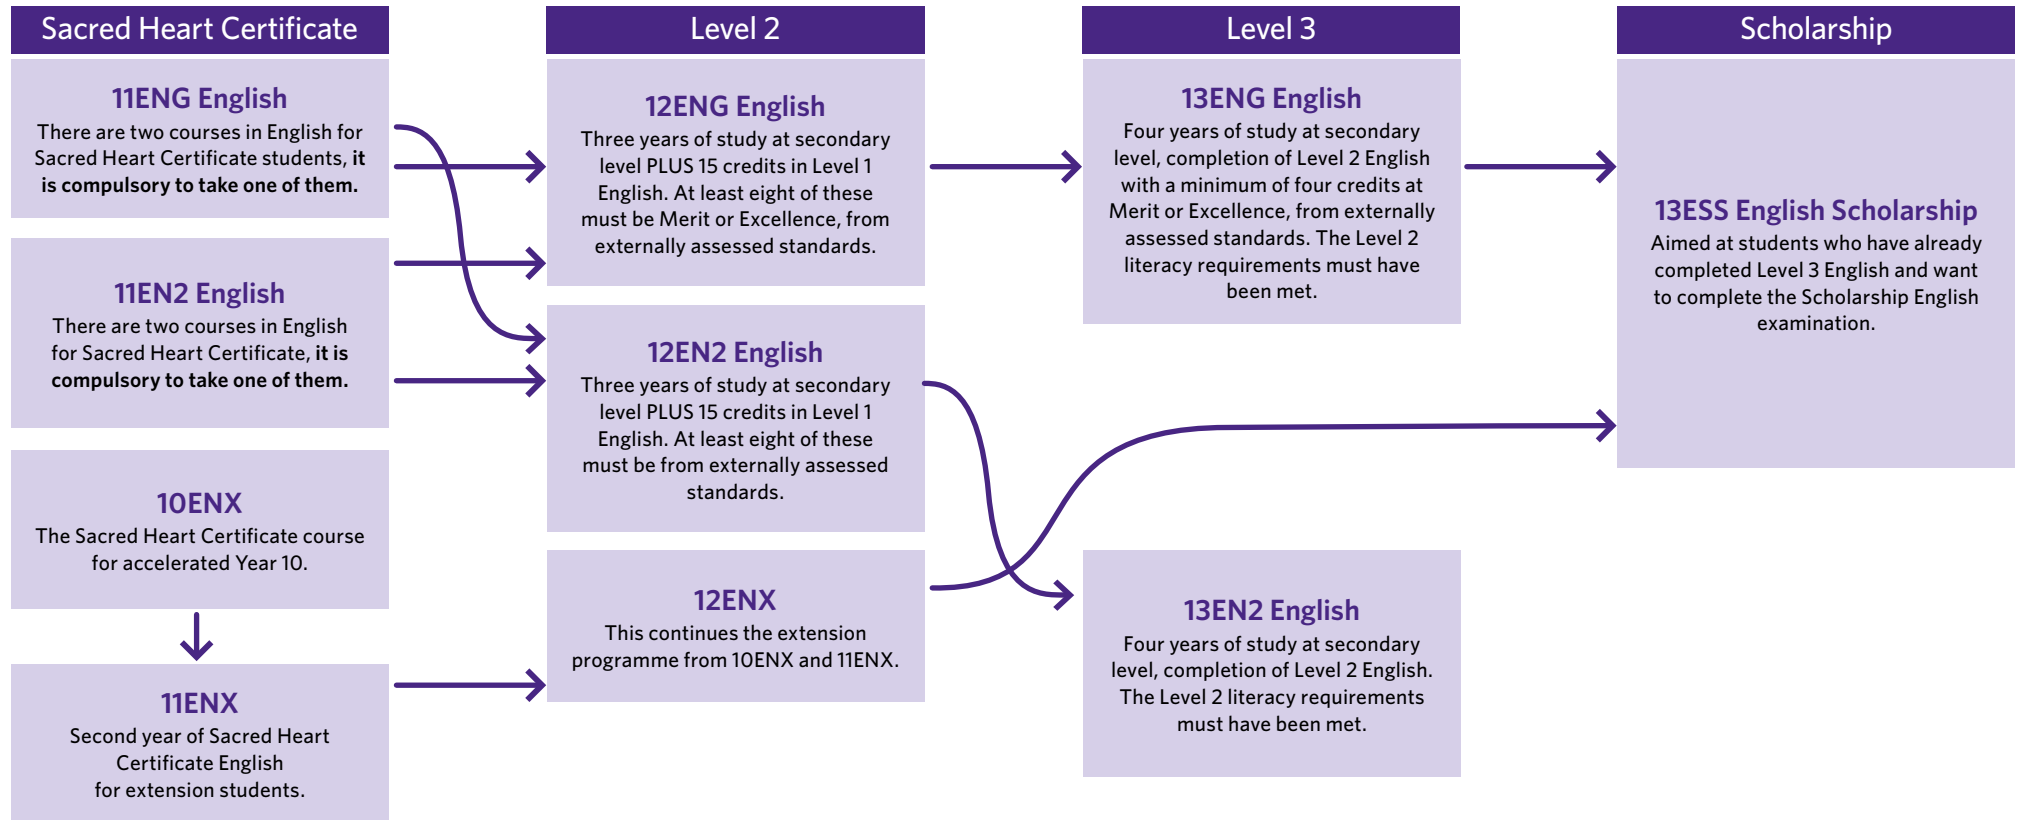 Sacred Heart Certificate
11ENG English
There are two courses in English for
Sacred Heart Certificate students, it
is compulsory to take one of them.
11EN2 English
There are two courses in English
for Sacred Heart Certificate, it is
compulsory to take one of them.
10ENX
The Sacred Heart Certificate course
for accelerated Year 10.
11ENX
Second year of Sacred Heart
Certificate English
for extension students.
Level 2
12ENG English
Three years of study at secondary
level PLUS 15 credits in Level 1
English. At least eight of these
must be Merit or Excellence, from
externally assessed standards.
12EN2 English
Three years of study at secondary
level PLUS 15 credits in Level 1
English. At least eight of these
must be from externally assessed
standards.
12ENX
This continues the extension
programme from 10ENX and 11ENX.
Level 3
13ENG English
Four years of study at secondary
level, completion of Level 2 English
with a minimum of four credits at
Merit or Excellence, from externally
assessed standards. The Level 2
literacy requirements must have
been met.
13EN2 English
Four years of study at secondary
level, completion of Level 2 English.
The Level 2 literacy requirements
must have been met.
Scholarship
13ESS English Scholarship
Aimed at students who have already
completed Level 3 English and want
to complete the Scholarship English
examination.